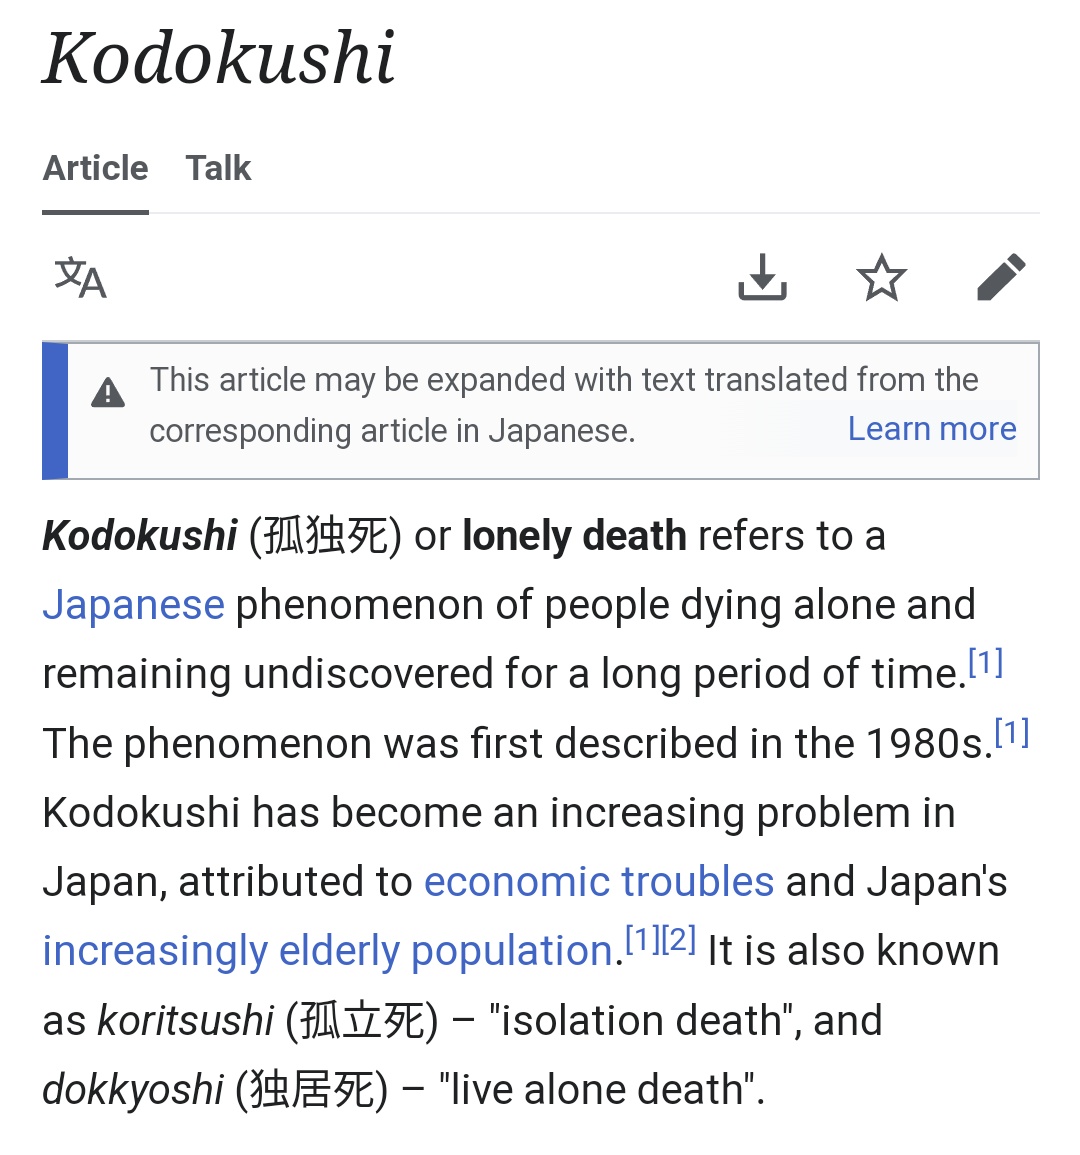 Kodokushi
Article Talk
This article may be expanded with text translated from the
corresponding article in Japanese. Learn more
Kodokushi (孤独死) or lonely death refers to a
Japanese phenomenon of people dying alone and
remaining undiscovered for a long period of time.[1]
The phenomenon was first described in the 1980s.[1]
Kodokushi has become an increasing problem in
Japan, attributed to economic troubles and Japan's
increasingly elderly population.[1][2] It is also known
as koritsushi (孤立死) – "isolation death", and
dokkyoshi (独居死) – "live alone death".